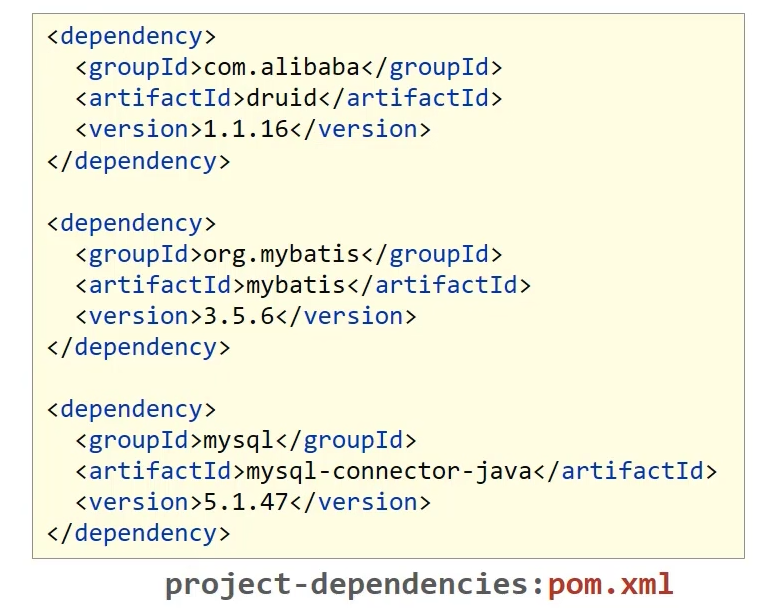 <dependency>
  <groupId>com.alibaba</groupId>
  <artifactId>druid</artifactId>
  <version>1.1.16</version>
</dependency>

<dependency>
  <groupId>org.mybatis</groupId>
  <artifactId>mybatis</artifactId>
  <version>3.5.6</version>
</dependency>

<dependency>
  <groupId>mysql</groupId>
  <artifactId>mysql-connector-java</artifactId>
  <version>5.1.47</version>
</dependency>
project-dependencies:pom.xml